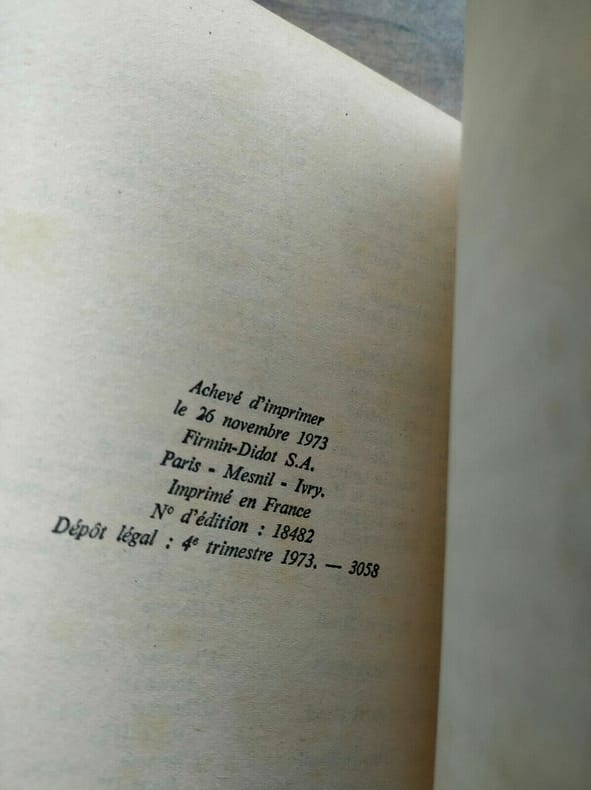 Achevé d'imprimer
le 26 novembre 1973
Firmin-Didot S.A.
Paris - Mesnil - Ivry.
Imprimé en France
N° d'édition : 18482
Dépôt légal : 4e trimestre 1973. — 3058